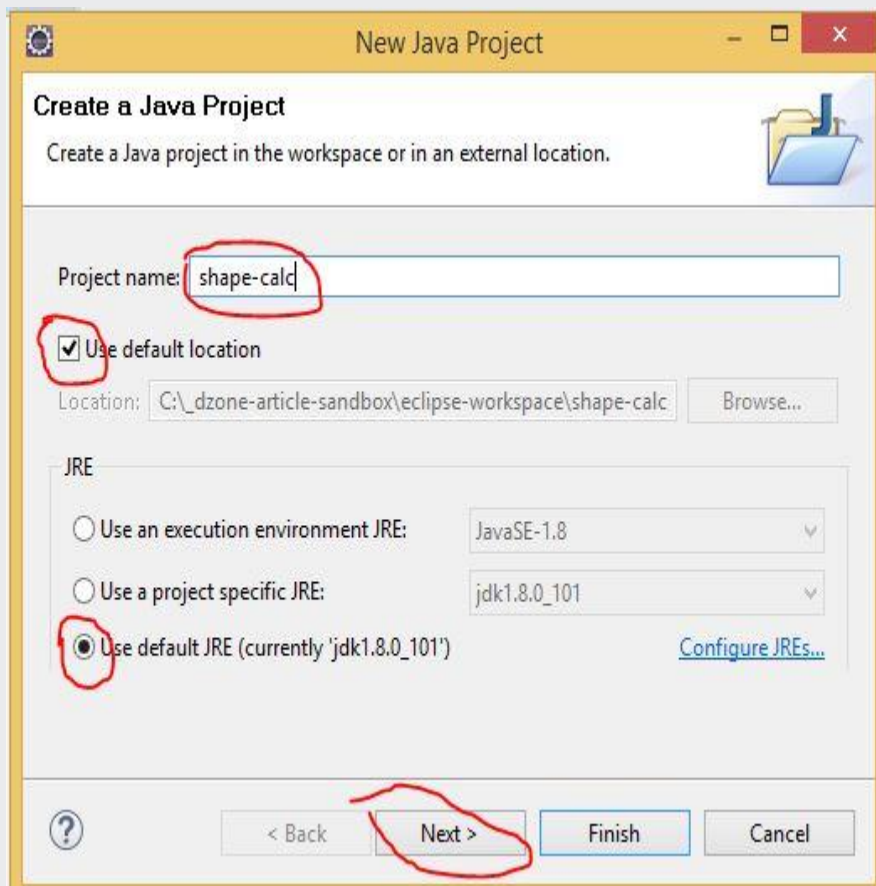 New Java Project
Create a Java Project
Create a Java project in the workspace or in an external location.
Project name: shape-calc
Use default location
Location: C:\_dzone-article-sandbox\eclipse-workspace\shape-calc Browse...
JRE
Use an execution environment JRE: JavaSE-1.8
Use a project specific JRE: jdk1.8.0_101
Use default JRE (currently 'jdk1.8.0_101') Configure JREs...
? < Back Next > Finish Cancel